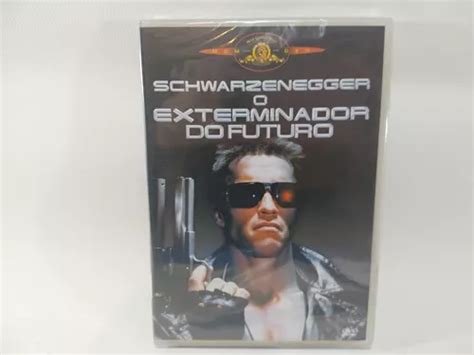 SCHWARZENEGGER
O
EXTERMINADOR
DO FUTURO